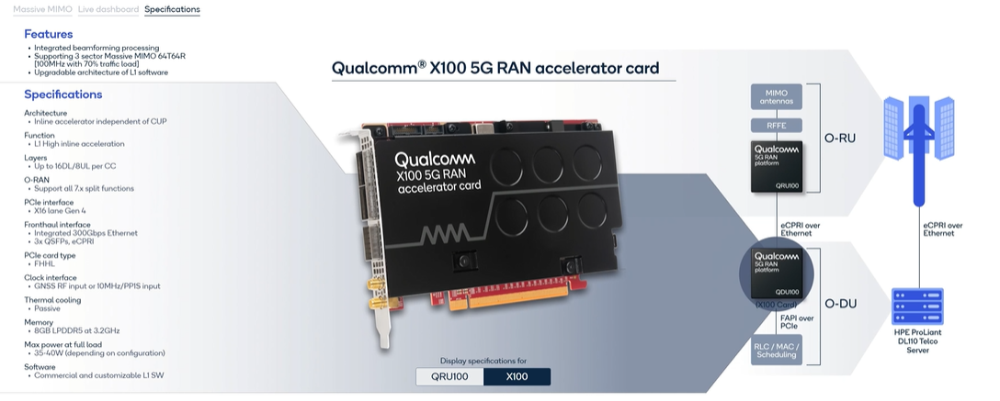 Massive MIMO Live dashboard Specifications
Features
• Integrated beamforming processing
• Supporting 3 sector Massive MIMO 64T64R
[100MHz with 70% traffic load]
• Upgradable architecture of L1 software
Specifications
Architecture
• Inline accelerator independent of CUP
Function
• L1 High inline acceleration
Layers
• Up to 16DL/8UL per CC
O-RAN
• Support all 7.x split functions
PCIe interface
• X16 lane Gen 4
Fronthaul interface
• Integrated 300Gbps Ethernet
• 3x QSFPs, eCPRI
PCIe card type
• FHHL
Clock interface
• GNSS RF input or 10MHz/PP1S input
Thermal cooling
• Passive
Memory
• 8GB LPDDR5 at 3.2GHz
Max power at full load
• 35-40W (depending on configuration)
Software
• Commercial and customizable L1 SW
Qualcomm® X100 5G RAN accelerator card
Qualcomm
X100 5G RAN
accelerator card
Display specifications for
QRU100 X100
MIMO
antennas
RFFE
Qualcomm
5G RAN
platform
QRU100
O-RU
eCPRI over
Ethernet
Qualcomm
5G RAN
platform
QDU100
(X100 Card)
O-DU
FAPI over
PCIe
RLC / MAC /
Scheduling
eCPRI over
Ethernet
HPE ProLiant
DL110 Telco
Server